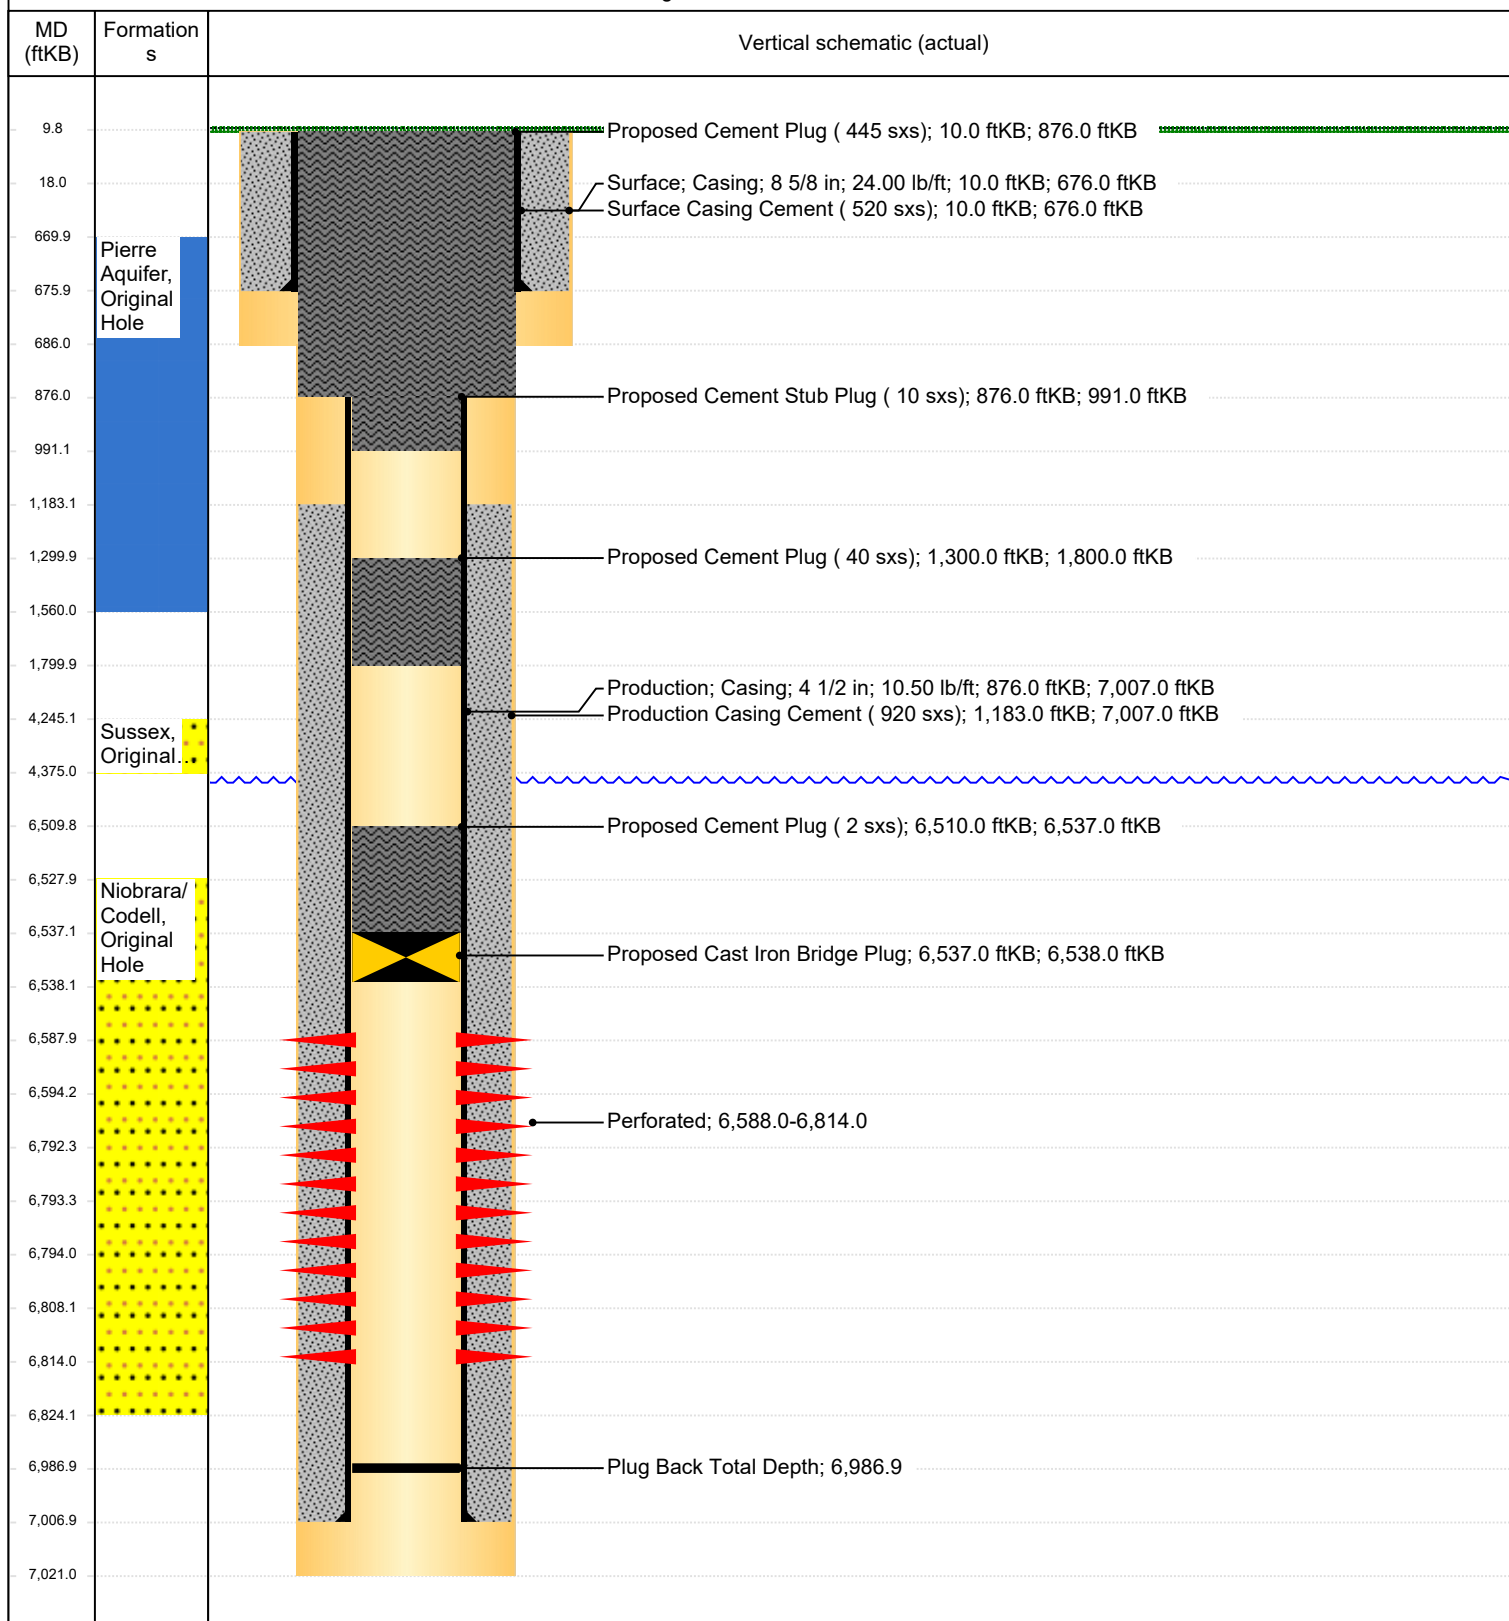 MD
(ftKB)
Formation
s
Vertical schematic (actual)
9.8
Proposed Cement Plug ( 445 sxs); 10.0 ftKB; 876.0 ftKB
18.0
Surface; Casing; 8 5/8 in; 24.00 lb/ft; 10.0 ftKB; 676.0 ftKB
Surface Casing Cement ( 520 sxs); 10.0 ftKB; 676.0 ftKB
669.9
Pierre
Aquifer,
Original
Hole
675.9
686.0
876.0
Proposed Cement Stub Plug ( 10 sxs); 876.0 ftKB; 991.0 ftKB
991.1
1,183.1
1,299.9
Proposed Cement Plug ( 40 sxs); 1,300.0 ftKB; 1,800.0 ftKB
1,560.0
1,799.9
Production; Casing; 4 1/2 in; 10.50 lb/ft; 876.0 ftKB; 7,007.0 ftKB
Production Casing Cement ( 920 sxs); 1,183.0 ftKB; 7,007.0 ftKB
4,245.1
Sussex,
Original...
4,375.0
6,509.8
Proposed Cement Plug ( 2 sxs); 6,510.0 ftKB; 6,537.0 ftKB
6,527.9
Niobrara/
Codell,
Original
Hole
6,537.1
Proposed Cast Iron Bridge Plug; 6,537.0 ftKB; 6,538.0 ftKB
6,538.1
6,587.9
6,594.2
Perforated; 6,588.0-6,814.0
6,792.3
6,793.3
6,794.0
6,808.1
6,814.0
6,824.1
6,986.9
Plug Back Total Depth; 6,986.9
7,006.9
7,021.0